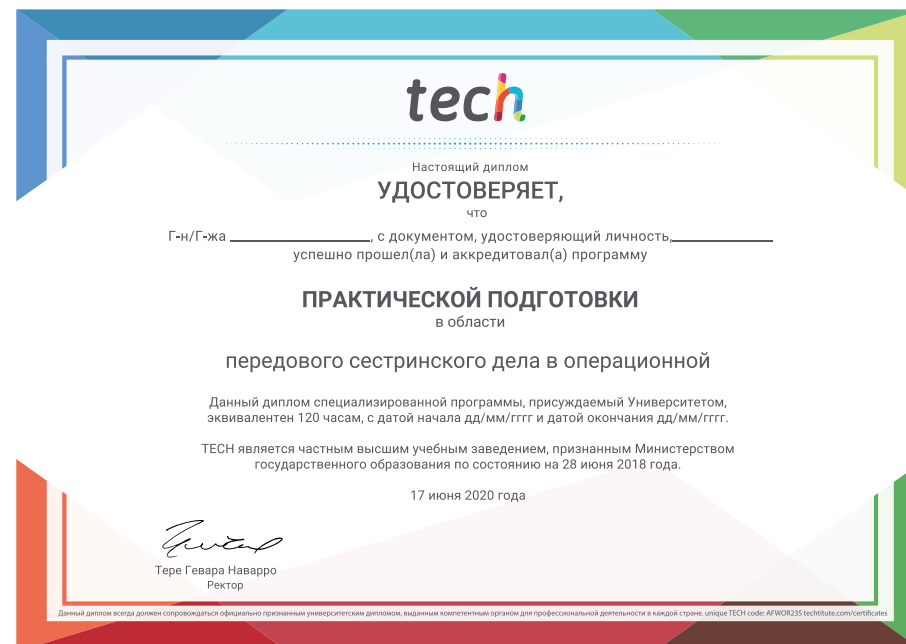 tech
Настоящий диплом
УДОСТОВЕРЯЕТ,
что
Г-н/Г-жа ____________________, с документом, удостоверяющий личность,______________
успешно прошел(ла) и аккредитовал(а) программу
ПРАКТИЧЕСКОЙ ПОДГОТОВКИ
в области
передового сестринского дела в операционной
Данный диплом специализированной программы, присуждаемый Университетом,
эквивалентен 120 часам, с датой начала дд/мм/гггг и датой окончания дд/мм/гггг.
TECH является частным высшим учебным заведением, признанным Министерством
государственного образования по состоянию на 28 июня 2018 года.
17 июня 2020 года
Тере Гевара Наварро
Ректор
Данный диплом всегда должен сопровождаться официально признанным университетским дипломом, выданным компетентным органом для профессиональной деятельности в каждой стране. unique TECH code: AFWOR23S techtitute.com/certificates